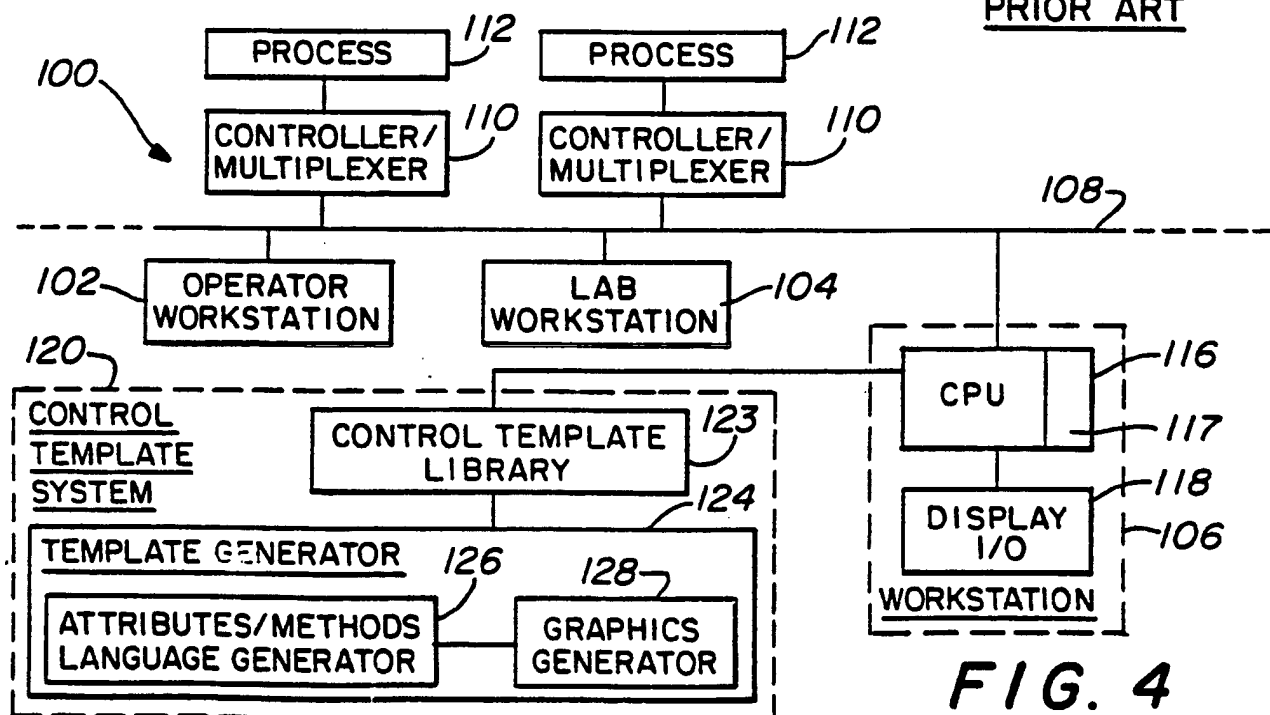 PRIOR ART
PROCESS
112
PROCESS
112
100
CONTROLLER/
MULTIPLEXER
110
CONTROLLER/
MULTIPLEXER
110
108
102
OPERATOR
WORKSTATION
LAB
WORKSTATION
104
120
CONTROL
TEMPLATE
SYSTEM
CONTROL TEMPLATE
LIBRARY
123
CPU
116
117
124
TEMPLATE GENERATOR
126
128
ATTRIBUTES/METHODS
LANGUAGE GENERATOR
GRAPHICS
GENERATOR
DISPLAY
I/O
118
106
WORKSTATION
FIG. 4